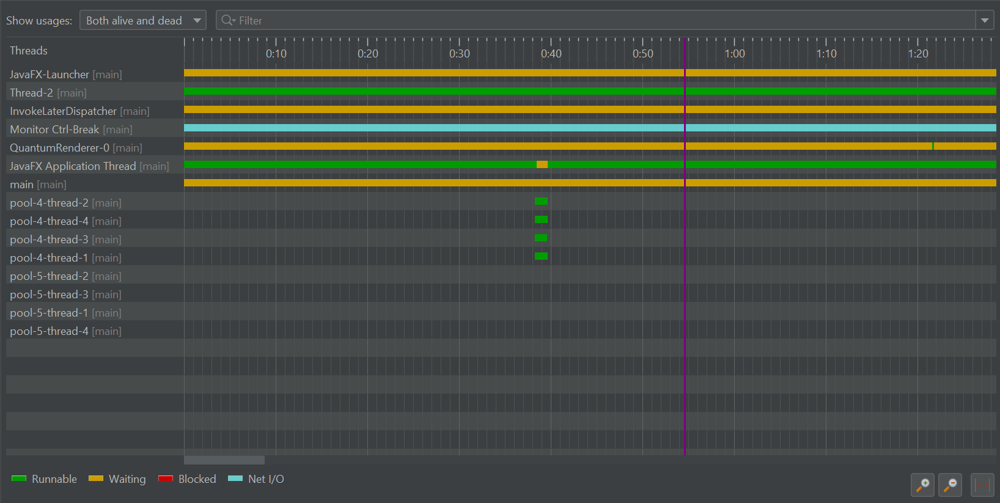 Show usages: Both alive and dead Filter
Threads 0:10 0:20 0:30 0:40 0:50 1:00 1:10 1:20
JavaFX-Launcher [main]
Thread-2 [main]
InvokeLaterDispatcher [main]
Monitor Ctrl-Break [main]
QuantumRenderer-0 [main]
JavaFX Application Thread [main]
main [main]
pool-4-thread-2 [main]
pool-4-thread-4 [main]
pool-4-thread-3 [main]
pool-4-thread-1 [main]
pool-5-thread-2 [main]
pool-5-thread-3 [main]
pool-5-thread-1 [main]
pool-5-thread-4 [main]
Runnable Waiting Blocked Net I/O